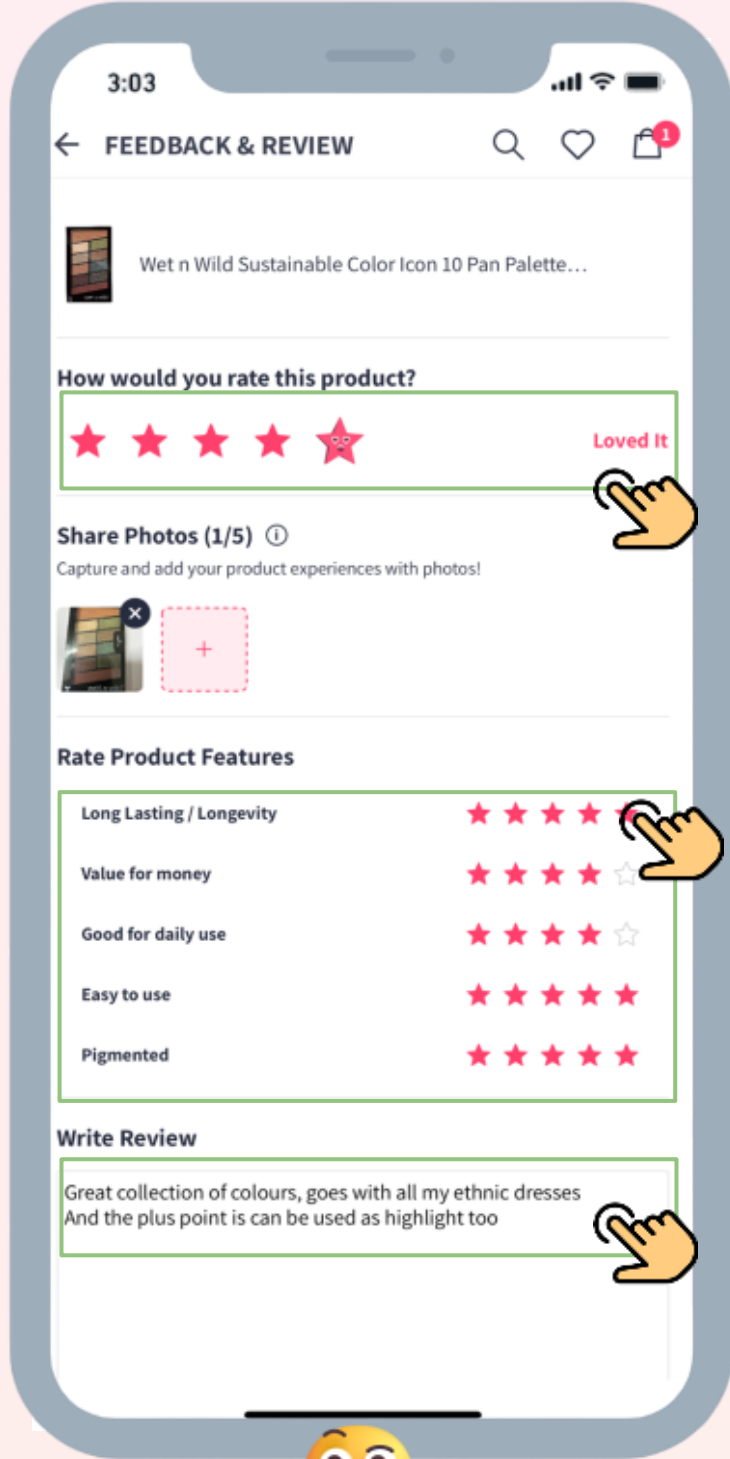 3:03
FEEDBACK & REVIEW
1
Wet n Wild Sustainable Color Icon 10 Pan Palette...
How would you rate this product?
Loved It
Share Photos (1/5)
Capture and add your product experiences with photos!
Rate Product Features
Long Lasting / Longevity
Value for money
Good for daily use
Easy to use
Pigmented
Write Review
Great collection of colours, goes with all my ethnic dresses
And the plus point is can be used as highlight too